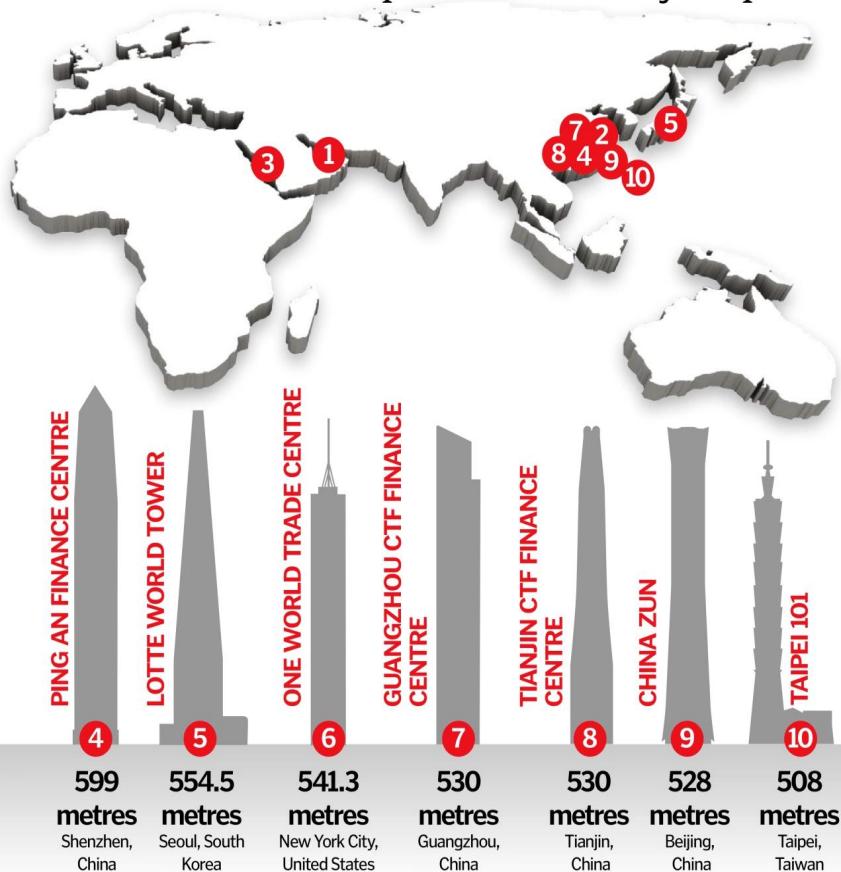 3
1
7
2
5
8
4
9
10
PING AN FINANCE CENTRE
LOTTE WORLD TOWER
ONE WORLD TRADE CENTRE
GUANGZHOU CTF FINANCE
CENTRE
TIANJIN CTF FINANCE
CENTRE
CHINA ZUN
TAIPEI 101
4
5
6
7
8
9
10
599
metres
Shenzhen,
China
554.5
metres
Seoul, South
Korea
541.3
metres
New York City,
United States
530
metres
Guangzhou,
China
530
metres
Tianjin,
China
528
metres
Beijing,
China
508
metres
Taipei,
Taiwan